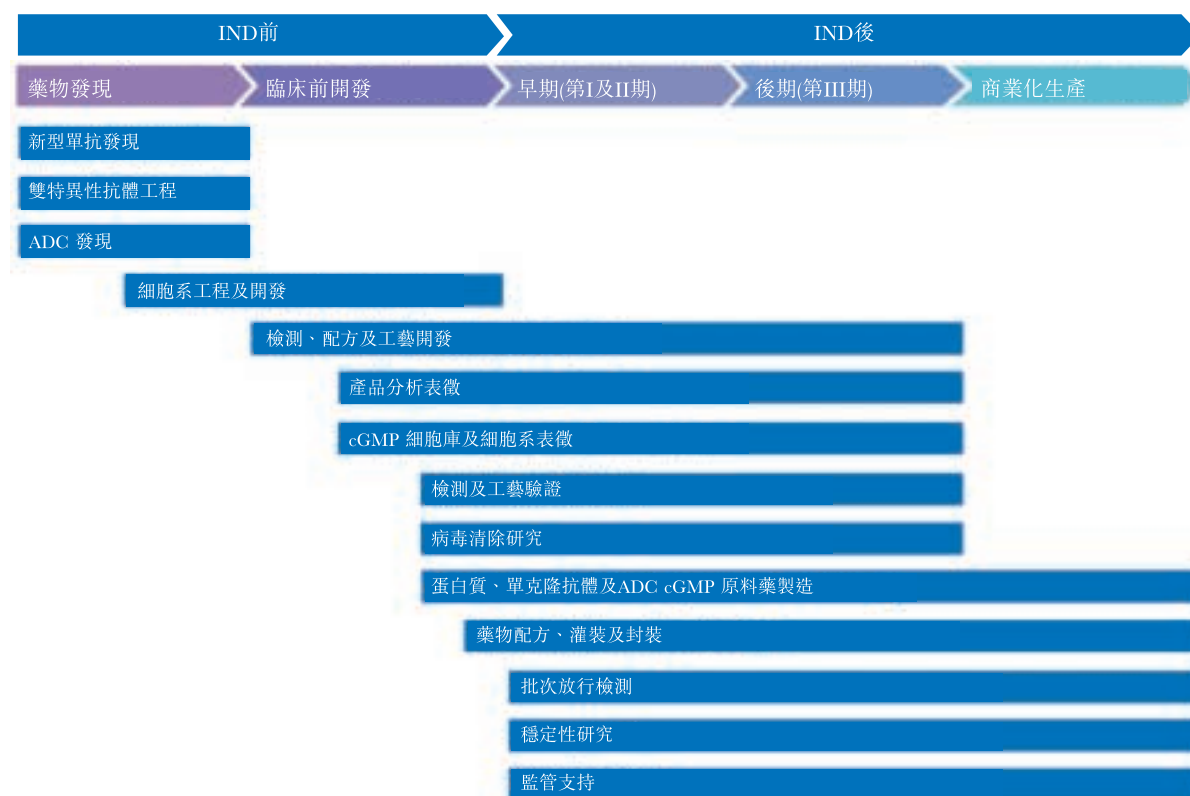 IND前
IND後
藥物發現
臨床前開發
早期(第I及II期)
後期(第III期)
商業化生產
新型單抗發現
雙特異性抗體工程
ADC 發現
細胞系工程及開發
檢測、配方及工藝開發
產品分析表徵
cGMP 細胞庫及細胞系表徵
檢測及工藝驗證
病毒清除研究
蛋白質、單克隆抗體及ADC cGMP 原料藥製造
藥物配方、灌裝及封裝
批次放行檢測
穩定性研究
監管支持